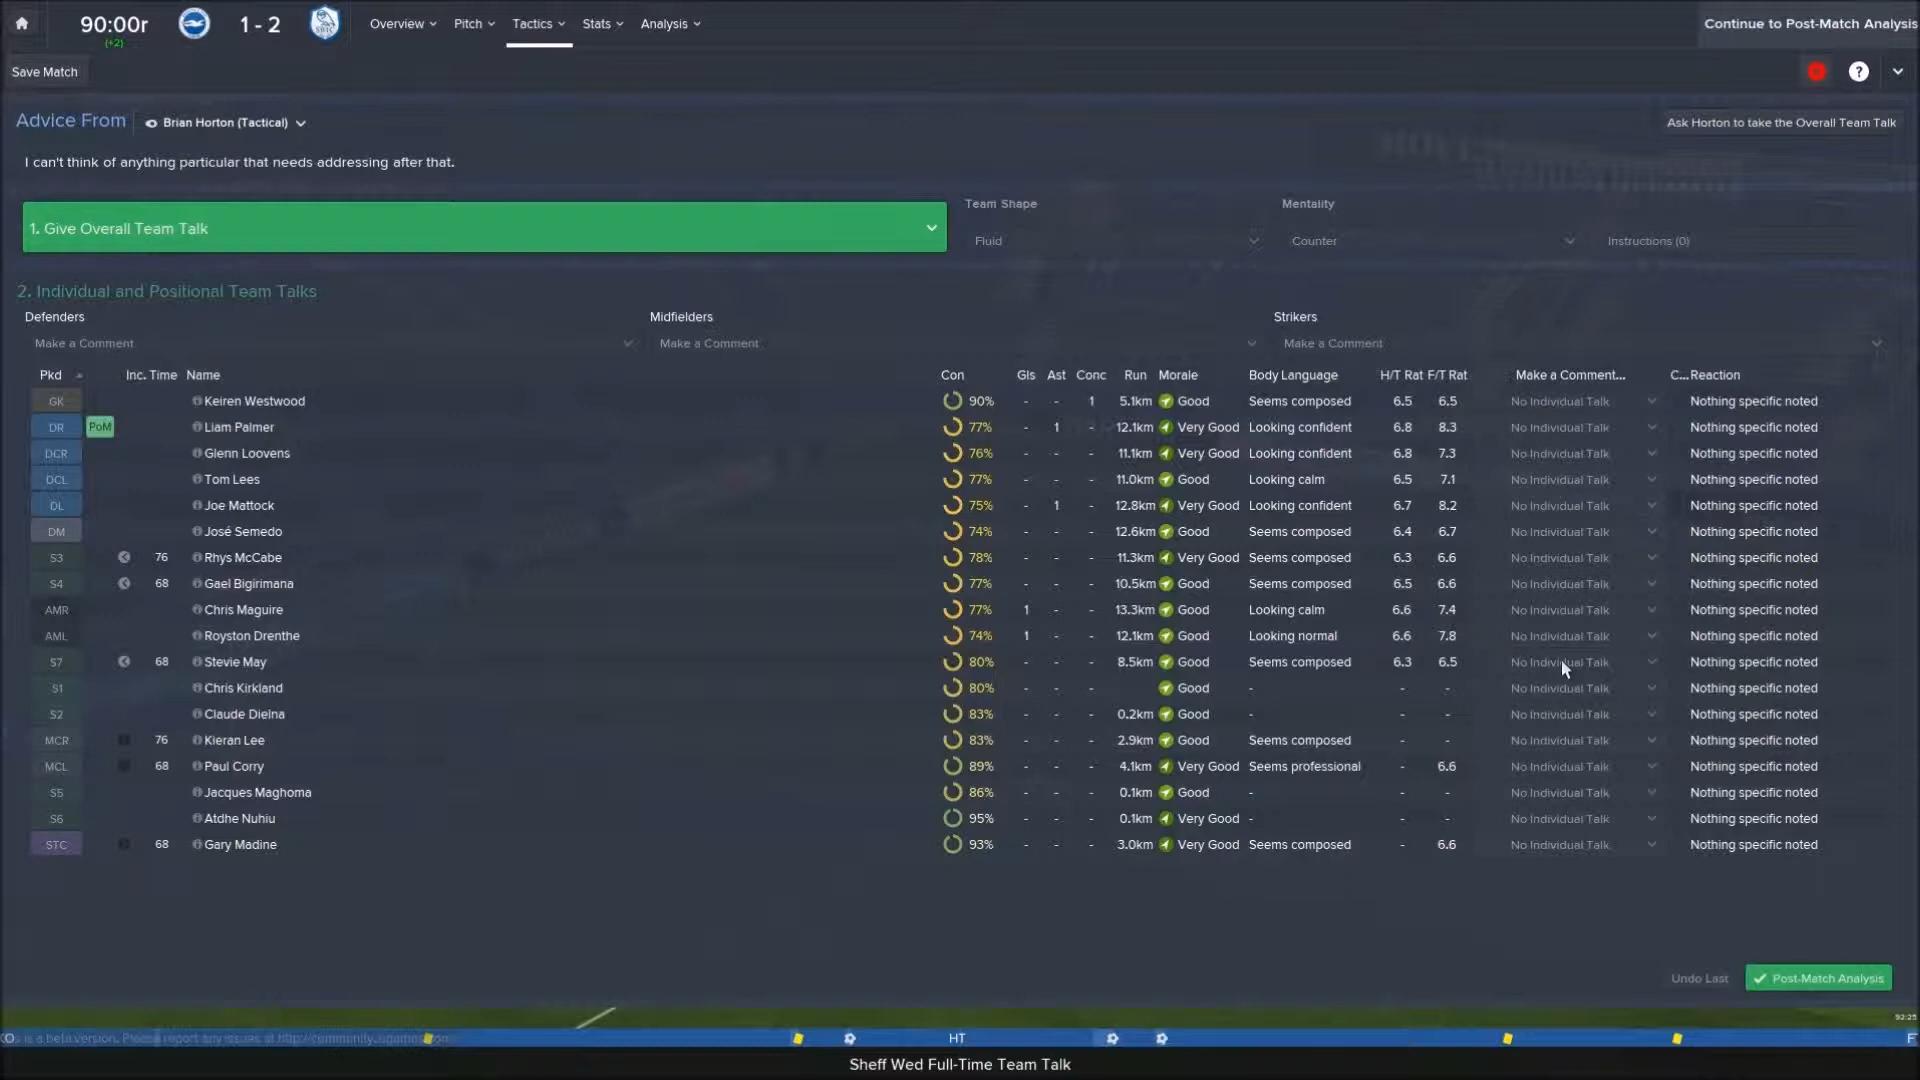 90:00r
(+2)
1 - 2
Overview
Pitch
Tactics
Stats
Analysis
Continue to Post-Match Analysis
Save Match
?
Advice From Brian Horton (Tactical)
Ask Horton to take the Overall Team Talk
I can't think of anything particular that needs addressing after that.
Team Shape
Mentality
1. Give Overall Team Talk
Fluid
Counter
Instructions (0)
2. Individual and Positional Team Talks
Defenders
Midfielders
Strikers
Make a Comment
Make a Comment
Make a Comment
Pkd Inc. Time Name Con Gls Ast Conc Run Morale Body Language H/T Rat F/T Rat Make a Comment... C... Reaction
GK Keiren Westwood 90% - - 1 5.1km Good Seems composed 6.5 6.5 No Individual Talk Nothing specific noted
DR PoM Liam Palmer 77% - 1 - 12.1km Very Good Looking confident 6.8 8.3 No Individual Talk Nothing specific noted
DCR Glenn Loovens 76% - - - 11.1km Very Good Looking confident 6.8 7.3 No Individual Talk Nothing specific noted
DCL Tom Lees 77% - - - 11.0km Good Looking calm 6.5 7.1 No Individual Talk Nothing specific noted
DL Joe Mattock 75% - 1 - 12.8km Very Good Looking confident 6.7 8.2 No Individual Talk Nothing specific noted
DM José Semedo 74% - - - 12.6km Good Seems composed 6.4 6.7 No Individual Talk Nothing specific noted
S3 76 Rhys McCabe 78% - - - 11.3km Very Good Seems composed 6.3 6.6 No Individual Talk Nothing specific noted
S4 68 Gael Bigirimana 77% - - - 10.5km Good Seems composed 6.5 6.6 No Individual Talk Nothing specific noted
AMR Chris Maguire 77% 1 - - 13.3km Good Looking calm 6.6 7.4 No Individual Talk Nothing specific noted
AML Royston Drenthe 74% 1 - - 12.1km Good Looking normal 6.6 7.8 No Individual Talk Nothing specific noted
S7 68 Stevie May 80% - - - 8.5km Good Seems composed 6.3 6.5 No Individual Talk Nothing specific noted
S1 Chris Kirkland 80% - - - Good - - - No Individual Talk Nothing specific noted
S2 Claude Dielna 83% - - - 0.2km Good - - - No Individual Talk Nothing specific noted
MCR 76 Kieran Lee 83% - - - 2.9km Good Seems composed - - No Individual Talk Nothing specific noted
MCL 68 Paul Corry 89% - - - 4.1km Very Good Seems professional - 6.6 No Individual Talk Nothing specific noted
S5 Jacques Maghoma 86% - - - 0.1km Good - - - No Individual Talk Nothing specific noted
S6 Atdhe Nuhiu 95% - - - 0.1km Very Good - - - No Individual Talk Nothing specific noted
STC 68 Gary Madine 93% - - - 3.0km Very Good Seems composed - 6.6 No Individual Talk Nothing specific noted
Undo Last
Post-Match Analysis
92:25
is a beta version. Please report any issues at http://community.
HT
Sheff Wed Full-Time Team Talk